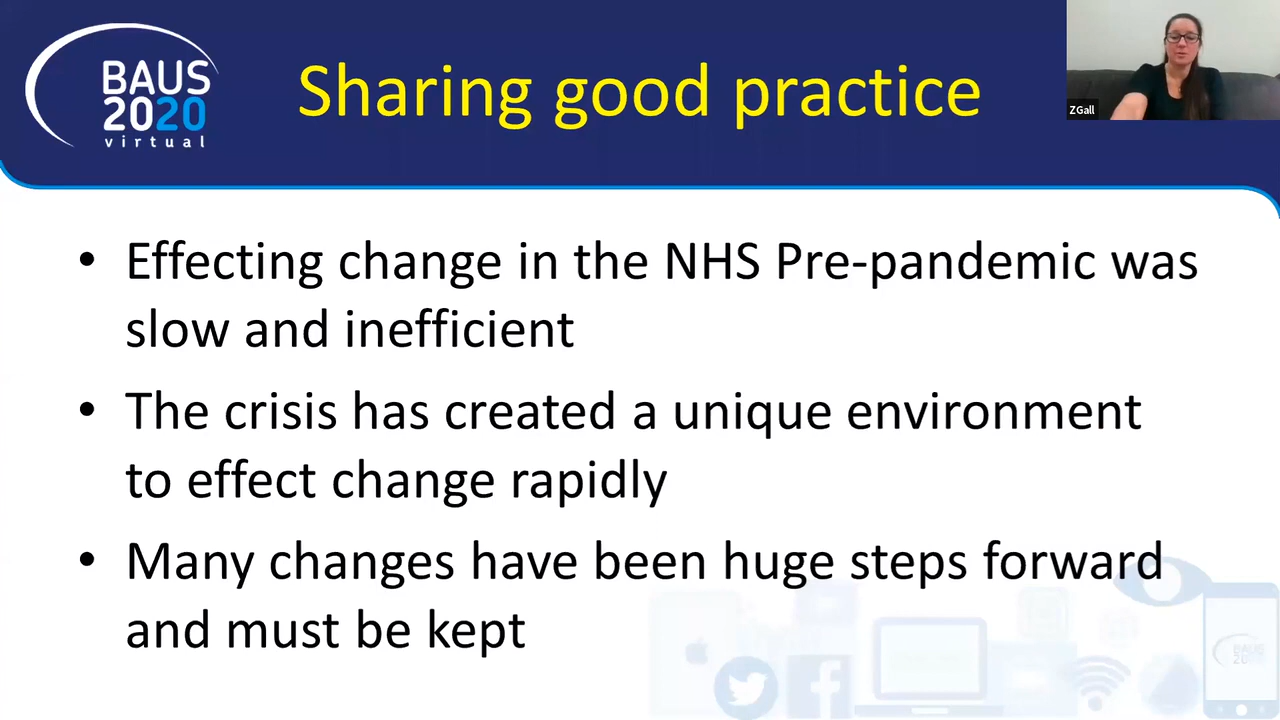 BAUS
2020
virtual
Sharing good practice
ZGall
• Effecting change in the NHS Pre-pandemic was
slow and inefficient
• The crisis has created a unique environment
to effect change rapidly
• Many changes have been huge steps forward
and must be kept